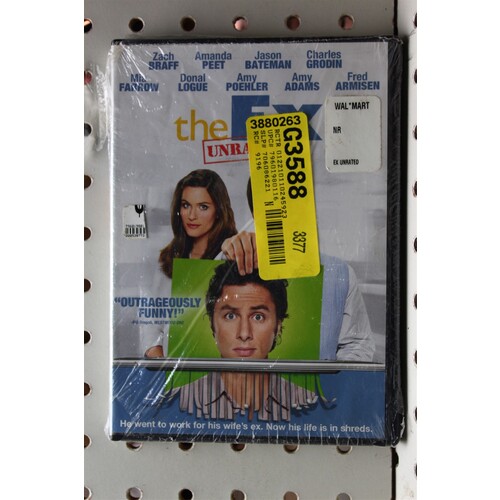 Zach BRAFF
Amanda PEET
Jason BATEMAN
Charles GRODIN
Mia FARROW
Donal LOGUE
Amy POEHLER
Amy ADAMS
Fred ARMISEN
the Ex
UNRA
WAL*MART
NR
EX UNRATED
3880263
G3588
3377
N
"OUTRAGEOUSLY
FUNNY!"
He went to work for his wife's ex. Now his life is in shreds.